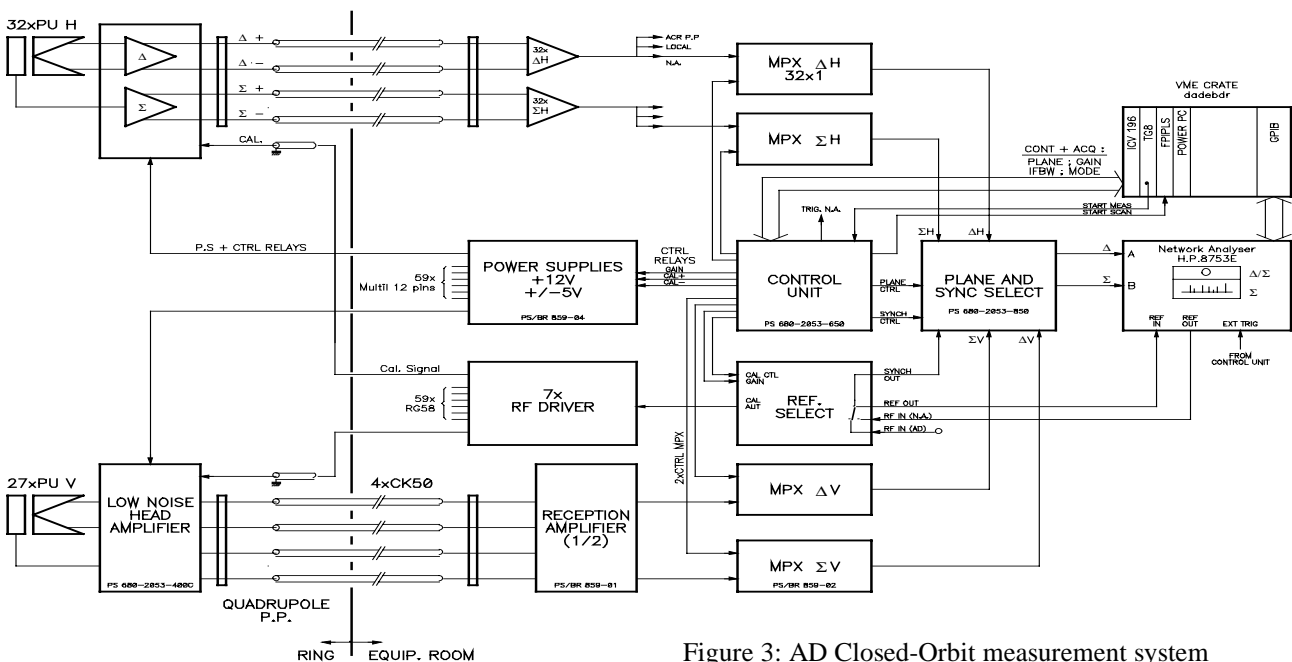 32xPU H
Δ
Σ
Δ +
Δ -
Σ +
Σ -
CAL.
32x
ΔH
32x
ΣH
ACR P.P
LOCAL
N.A.
MPX ΔH
32x1
MPX ΣH
VME CRATE
dadebdr
ICV 196
TG8
FPIPLS
POWER PC
GPIB
CONT + ACQ :
PLANE ; GAIN
IFBW ; MODE
START MEAS
START SCAN
TRIG. N.A.
ΣH
ΔH
P.S + CTRL RELAYS
59x
Multi 12 pins
POWER SUPPLIES
+12V
+/-5V
PS/BR 859-04
CTRL
RELAYS
GAIN
CAL+
CAL-
CONTROL
UNIT
PS 680-2053-650
PLANE
CTRL
SYNCH
CTRL
PLANE AND
SYNC SELECT
PS 680-2053-850
Δ
Σ
A
B
Network Analyser
H.P.8753E
Δ/Σ
Σ
REF
IN
REF
OUT
EXT TRIG
FROM
CONTROL UNIT
ΣV
ΔV
Cal. Signal
59x
RG58
7x
RF DRIVER
CAL CTL
GAIN
CAL
AUT
REF.
SELECT
SYNCH
OUT
REF OUT
RF IN (N.A.)
RF IN (AD)
2xCTRL MPX
27xPU V
LOW NOISE
HEAD
AMPLIFIER
PS 680-2053-400C
4xCK50
RECEPTION
AMPLIFIER
(1/2)
PS/BR 859-01
MPX ΔV
MPX ΣV
PS/BR 859-02
QUADRUPOLE
P.P.
RING
EQUIP. ROOM
Figure 3: AD Closed-Orbit measurement system